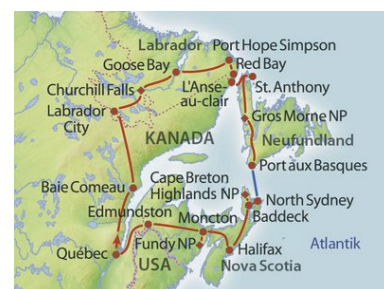 Labrador
Port Hope Simpson
Goose Bay
Red Bay
Churchill Falls
L'Anse-
au-clair
St. Anthony
Labrador
City
Gros Morne NP
KANADA
Neufundland
Port aux Basques
Cape Breton
Highlands NP
Baie Comeau
North Sydney
Edmundston
Baddeck
Moncton
Québec
Fundy NP
Halifax
Atlantik
USA
Nova Scotia